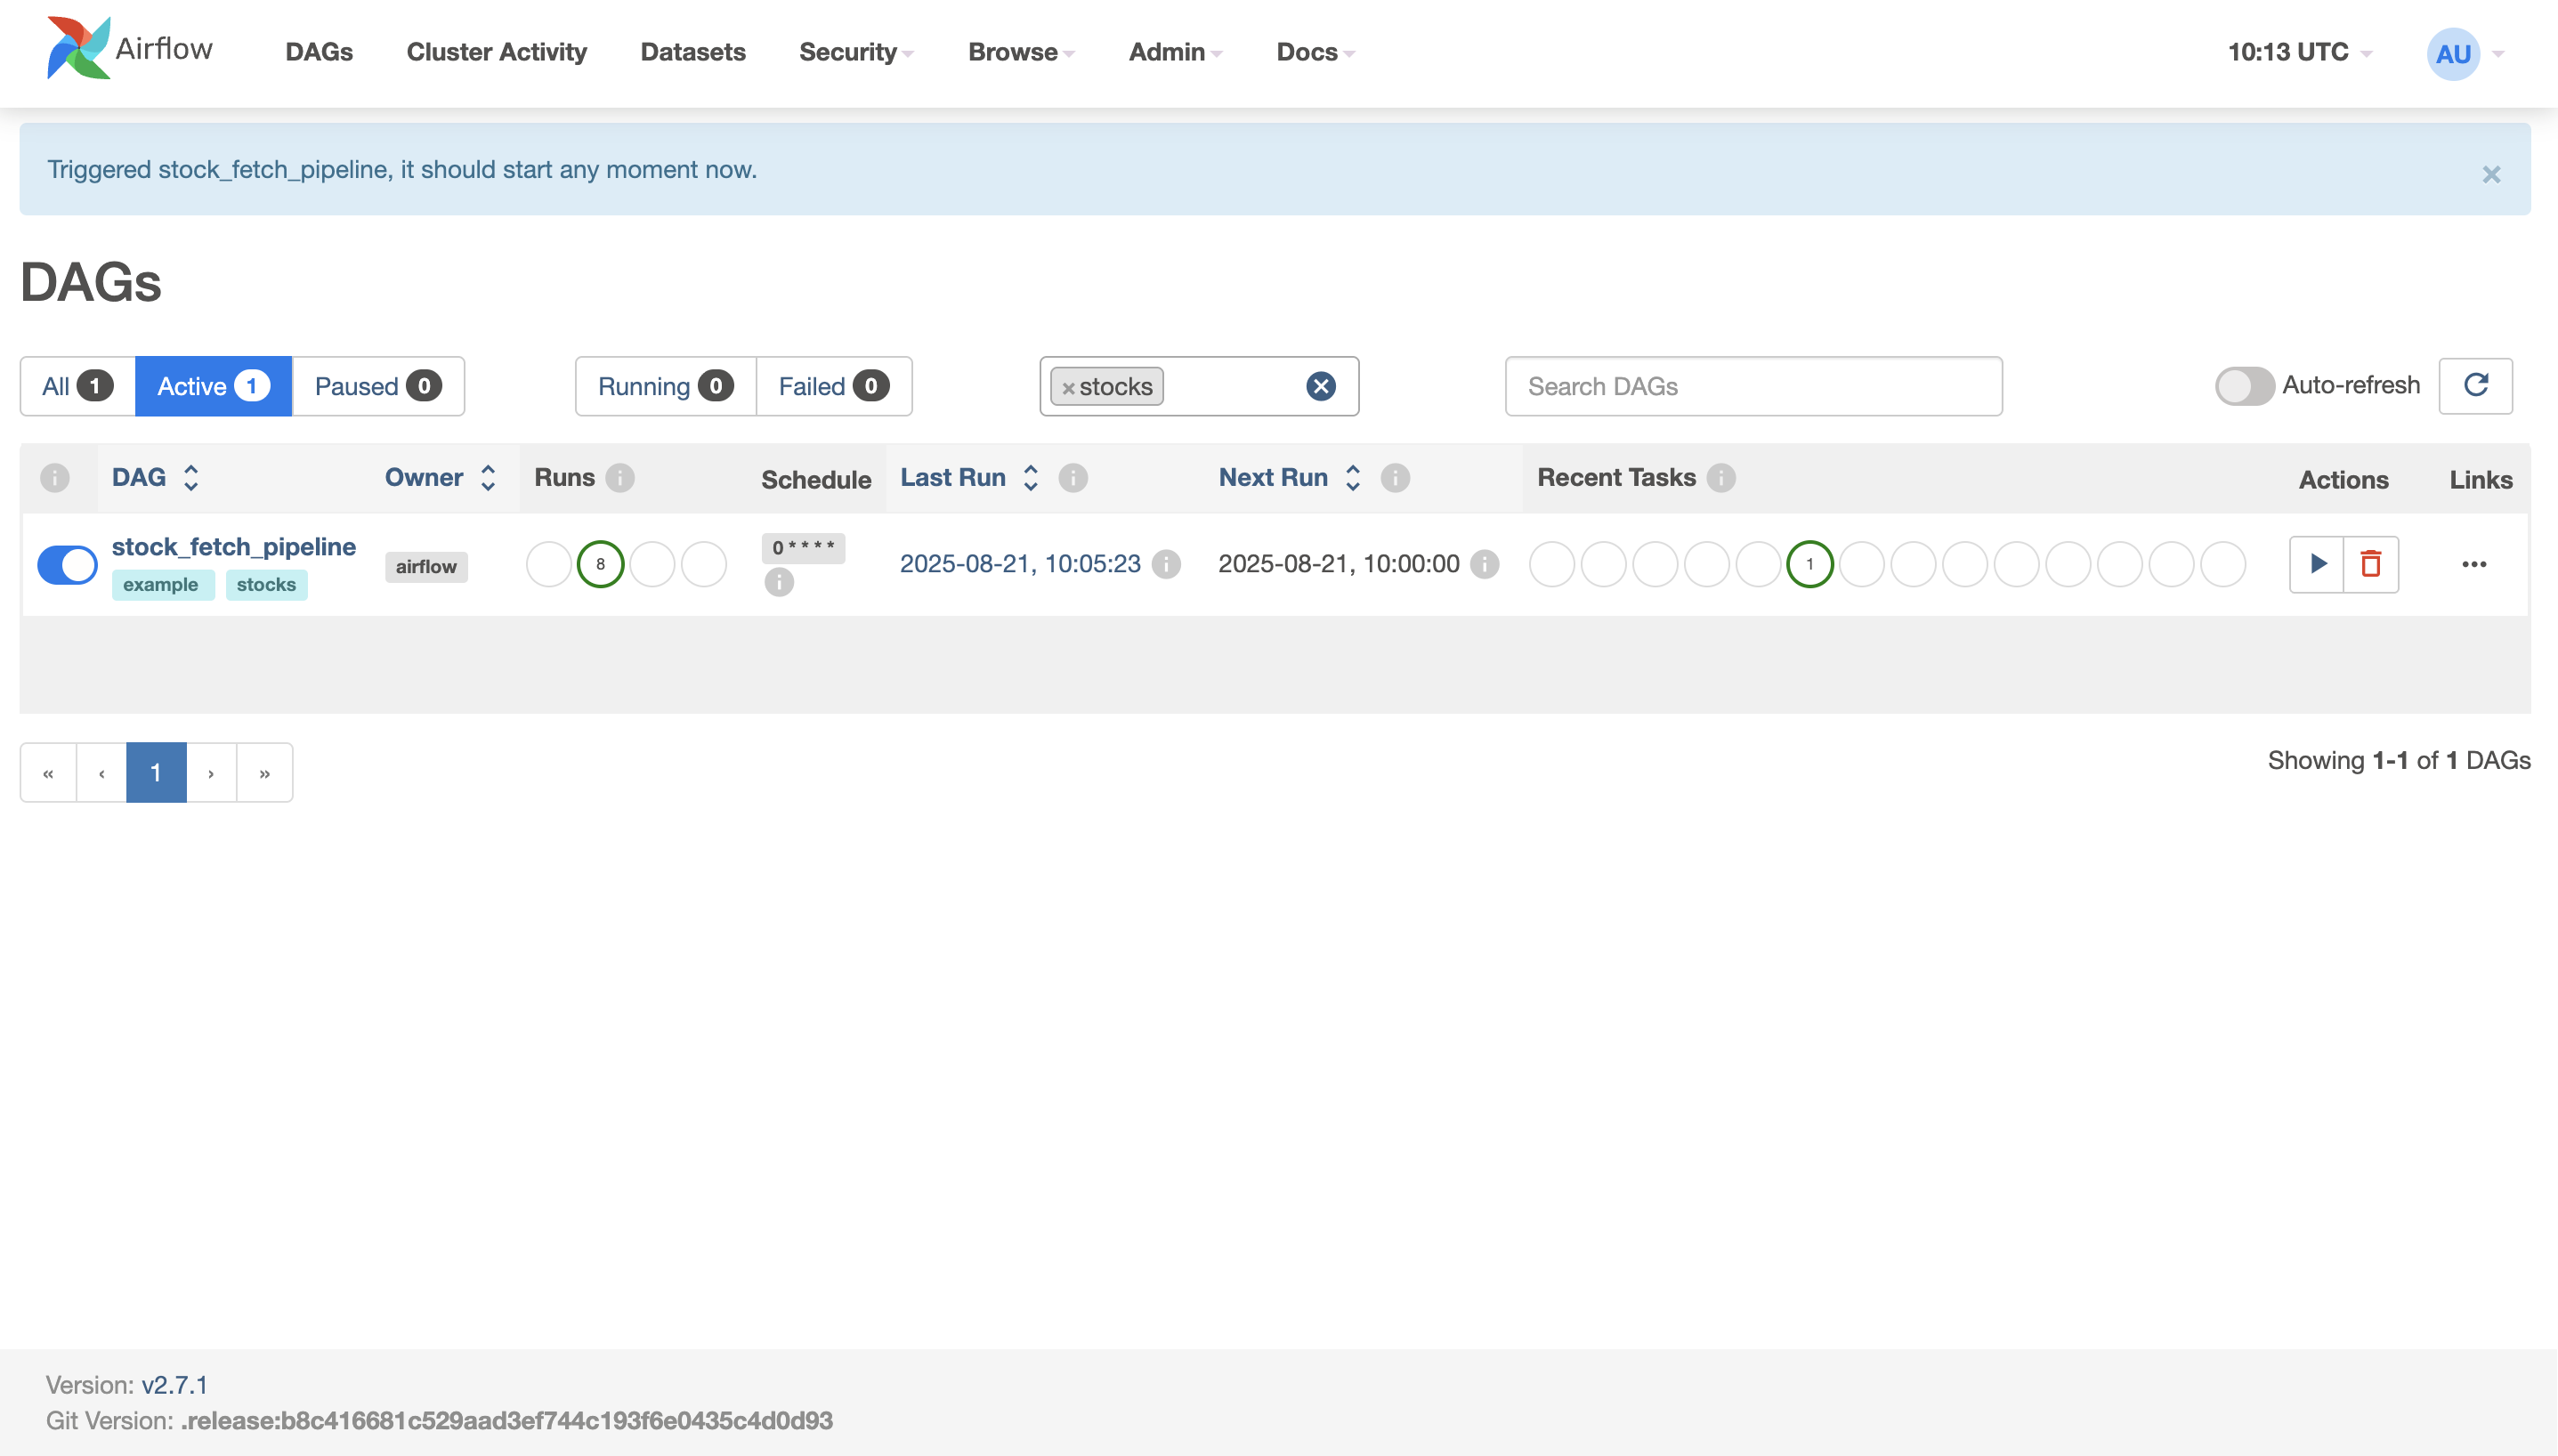 Airflow DAGs Cluster Activity Datasets Security Browse Admin Docs 10:13 UTC AU
Triggered stock_fetch_pipeline, it should start any moment now. ×
DAGs
All 1 Active 1 Paused 0 Running 0 Failed 0 ×stocks Search DAGs Auto-refresh
DAG Owner Runs Schedule Last Run Next Run Recent Tasks Actions Links
stock_fetch_pipeline
example stocks
airflow
8
0 * * * *
2025-08-21, 10:05:23
2025-08-21, 10:00:00
1
« ‹ 1 › »
Showing 1-1 of 1 DAGs
Version: v2.7.1
Git Version: .release:b8c416681c529aad3ef744c193f6e0435c4d0d93